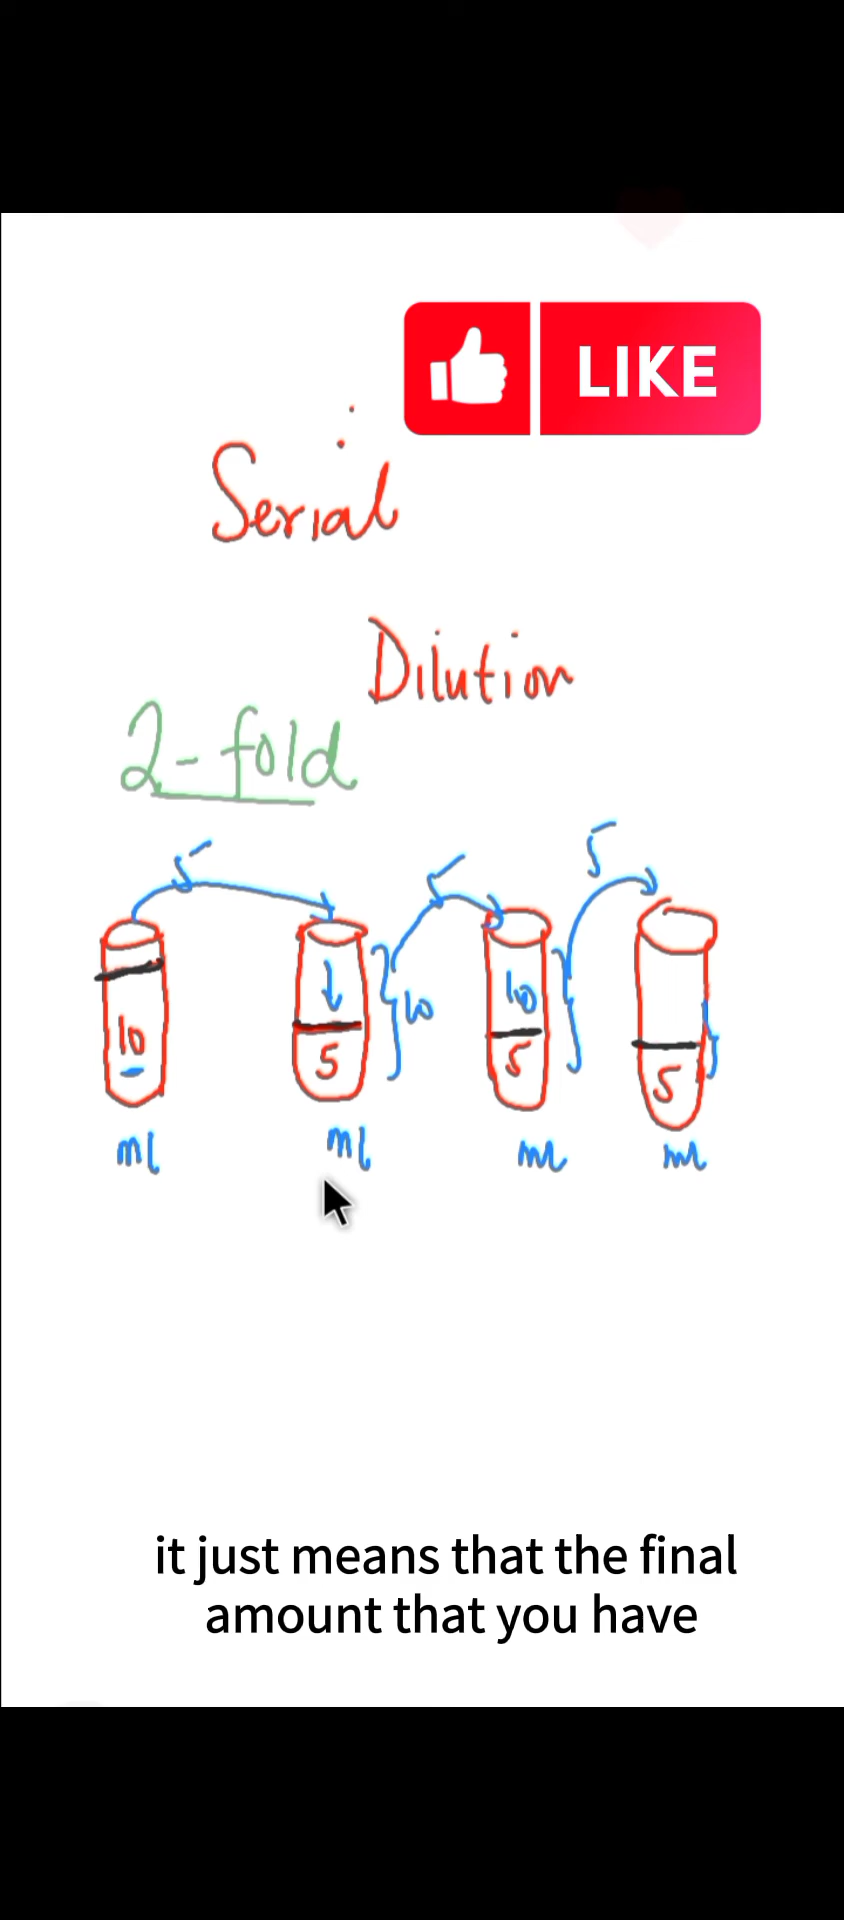 LIKE
Serial
Dilution
2-fold
5 5 5
10 5 10 10 5 5
ml ml ml ml
it just means that the final
amount that you have